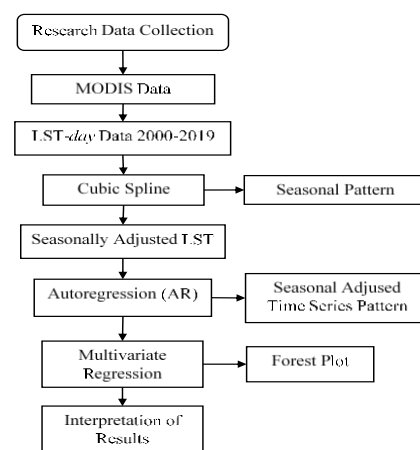 Research Data Collection
MODIS Data
LST-day Data 2000-2019
Cubic Spline
Seasonal Pattern
Seasonally Adjusted LST
Autoregression (AR)
Seasonal Adjused
Time Series Pattern
Multivariate
Regression
Forest Plot
Interpretation of
Results